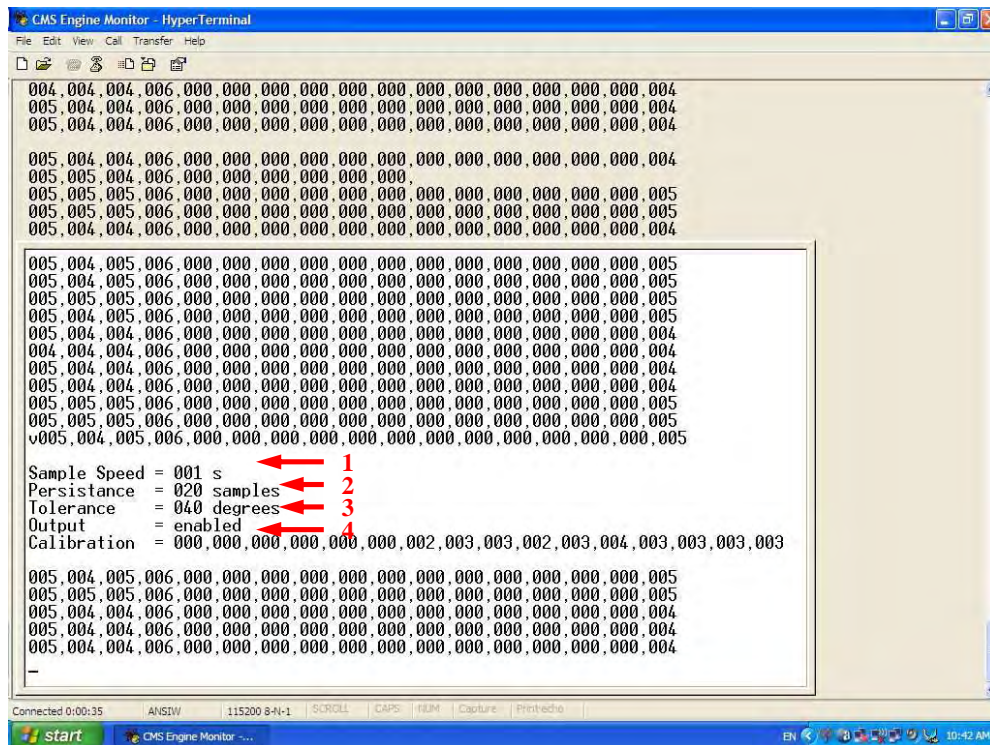 CMS Engine Monitor - HyperTerminal
File Edit View Call Transfer Help
004,004,004,006,000,000,000,000,000,000,000,000,000,000,000,004
005,004,004,006,000,000,000,000,000,000,000,000,000,000,000,004
005,004,004,006,000,000,000,000,000,000,000,000,000,000,000,004
005,004,004,006,000,000,000,000,000,000,000,000,000,000,000,004
005,005,004,006,000,000,000,000,000,000,
005,005,005,006,000,000,000,000,000,000,000,000,000,000,000,005
005,005,005,006,000,000,000,000,000,000,000,000,000,000,000,005
005,004,004,006,000,000,000,000,000,000,000,000,000,000,000,004
005,004,005,006,000,000,000,000,000,000,000,000,000,000,000,005
005,004,005,006,000,000,000,000,000,000,000,000,000,000,000,005
005,005,005,006,000,000,000,000,000,000,000,000,000,000,000,005
005,004,005,006,000,000,000,000,000,000,000,000,000,000,000,005
005,004,004,006,000,000,000,000,000,000,000,000,000,000,000,004
004,004,004,006,000,000,000,000,000,000,000,000,000,000,000,004
005,004,004,006,000,000,000,000,000,000,000,000,000,000,000,004
005,004,004,006,000,000,000,000,000,000,000,000,000,000,000,004
005,005,005,006,000,000,000,000,000,000,000,000,000,000,000,005
005,005,005,006,000,000,000,000,000,000,000,000,000,000,000,005
v005,004,005,006,000,000,000,000,000,000,000,000,000,000,000,005
Sample Speed = 001 s 1
Persistance = 020 samples 2
Tolerance = 040 degrees 3
Output = enabled 4
Calibration = 000,000,000,000,000,000,002,003,003,002,003,004,003,003,003,003
005,004,005,006,000,000,000,000,000,000,000,000,000,000,000,005
005,005,005,006,000,000,000,000,000,000,000,000,000,000,000,005
005,004,004,006,000,000,000,000,000,000,000,000,000,000,000,004
005,004,004,006,000,000,000,000,000,000,000,000,000,000,000,004
005,004,004,006,000,000,000,000,000,000,000,000,000,000,000,004
_
Connected 0:00:35 ANSIW 115200 8-N-1 SCROLL CAPS NUM Capture Print echo
start CMS Engine Monitor -... EN 10:42 AM